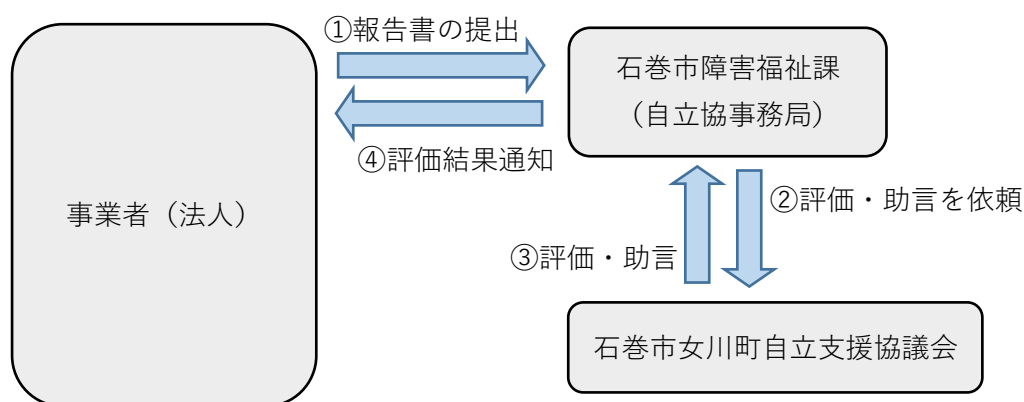 ①報告書の提出
石巻市障害福祉課
（自立協事務局）
④評価結果通知
事業者（法人）
②評価・助言を依頼
③評価・助言
石巻市女川町自立支援協議会